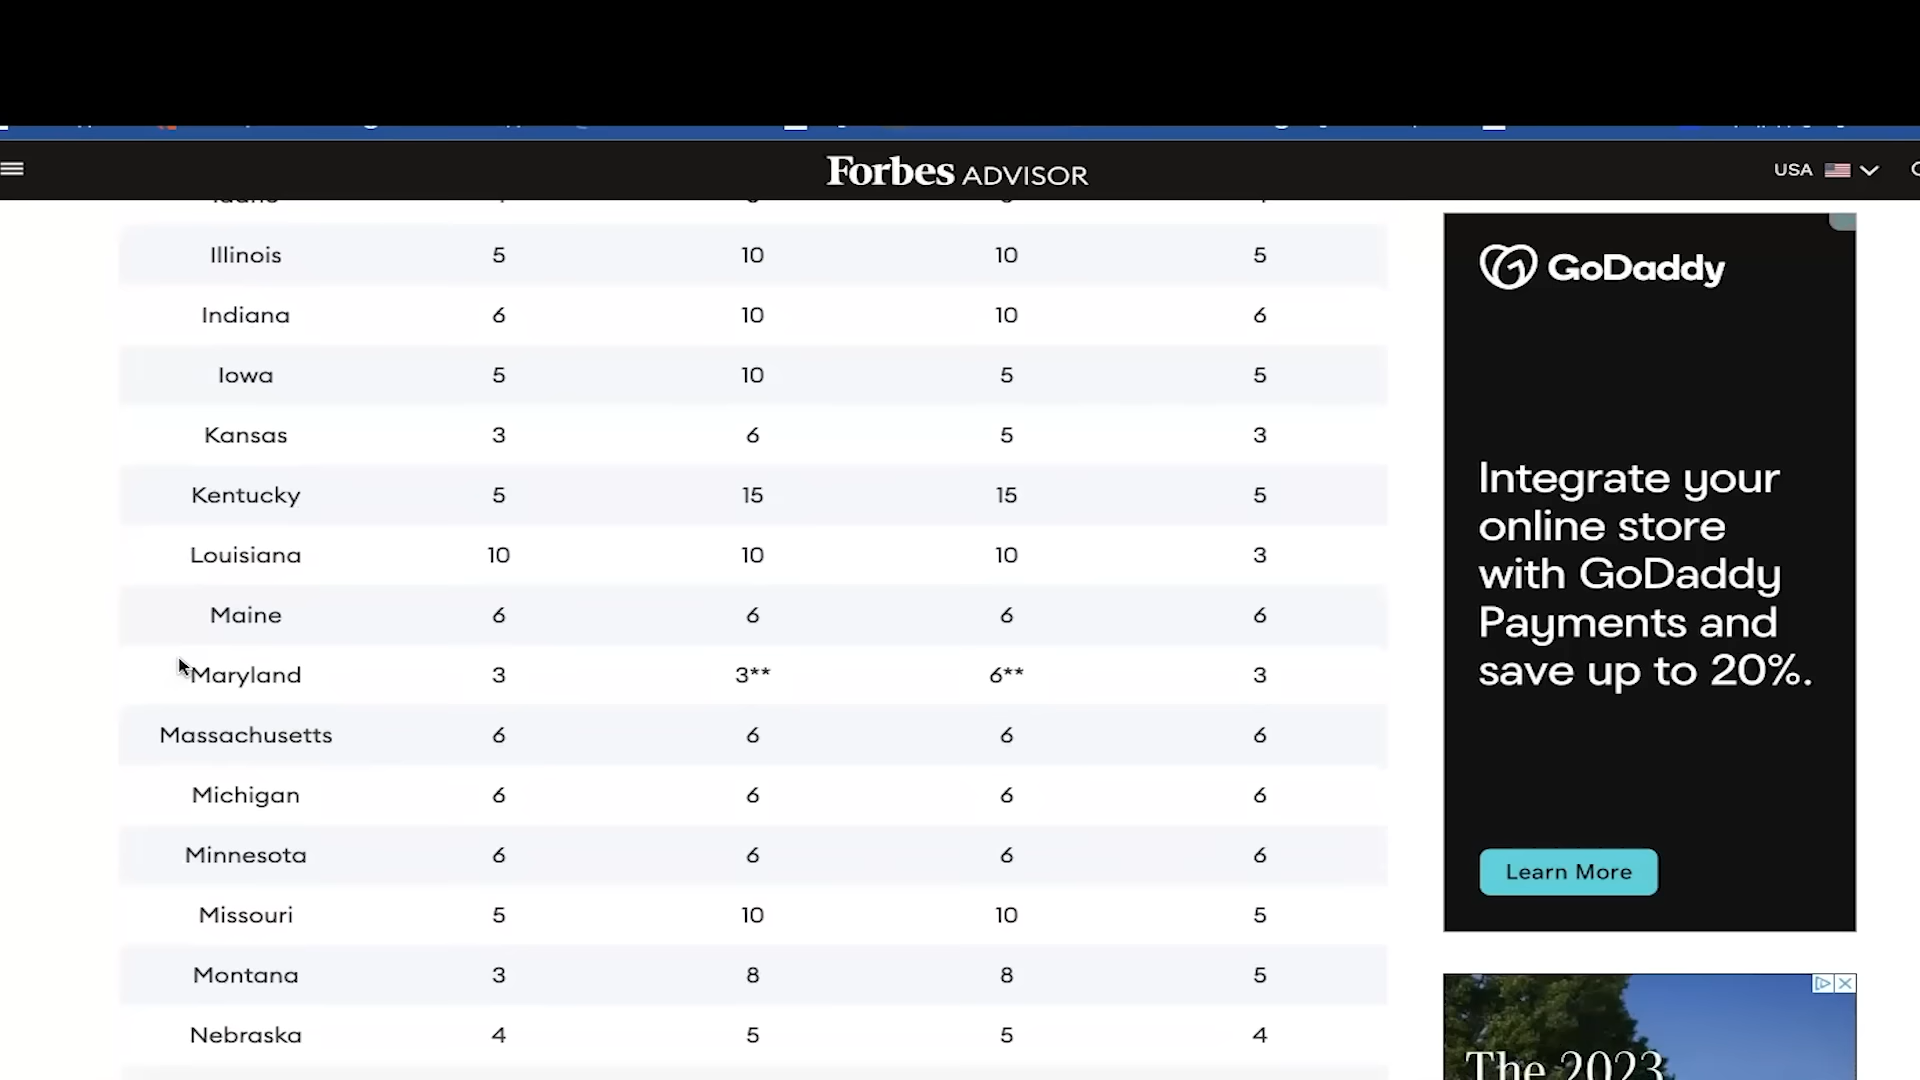 Forbes ADVISOR
USA
Illinois 5 10 10 5
Indiana 6 10 10 6
Iowa 5 10 5 5
Kansas 3 6 5 3
Kentucky 5 15 15 5
Louisiana 10 10 10 3
Maine 6 6 6 6
Maryland 3 3** 6** 3
Massachusetts 6 6 6 6
Michigan 6 6 6 6
Minnesota 6 6 6 6
Missouri 5 10 10 5
Montana 3 8 8 5
Nebraska 4 5 5 4
GoDaddy
Integrate your
online store
with GoDaddy
Payments and
save up to 20%.
Learn More
The 2023